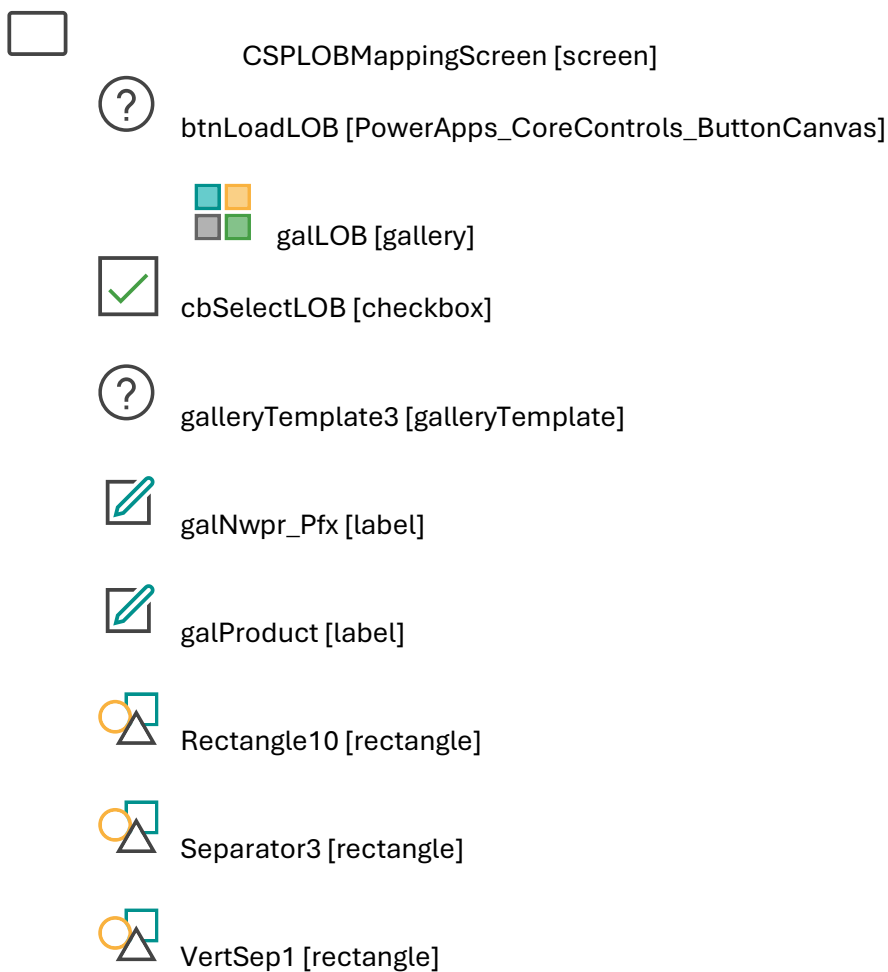 CSPLOBMappingScreen [screen]
btnLoadLOB [PowerApps_CoreControls_ButtonCanvas]
galLOB [gallery]
cbSelectLOB [checkbox]
galleryTemplate3 [galleryTemplate]
galNwpr_Pfx [label]
galProduct [label]
Rectangle10 [rectangle]
Separator3 [rectangle]
VertSep1 [rectangle]